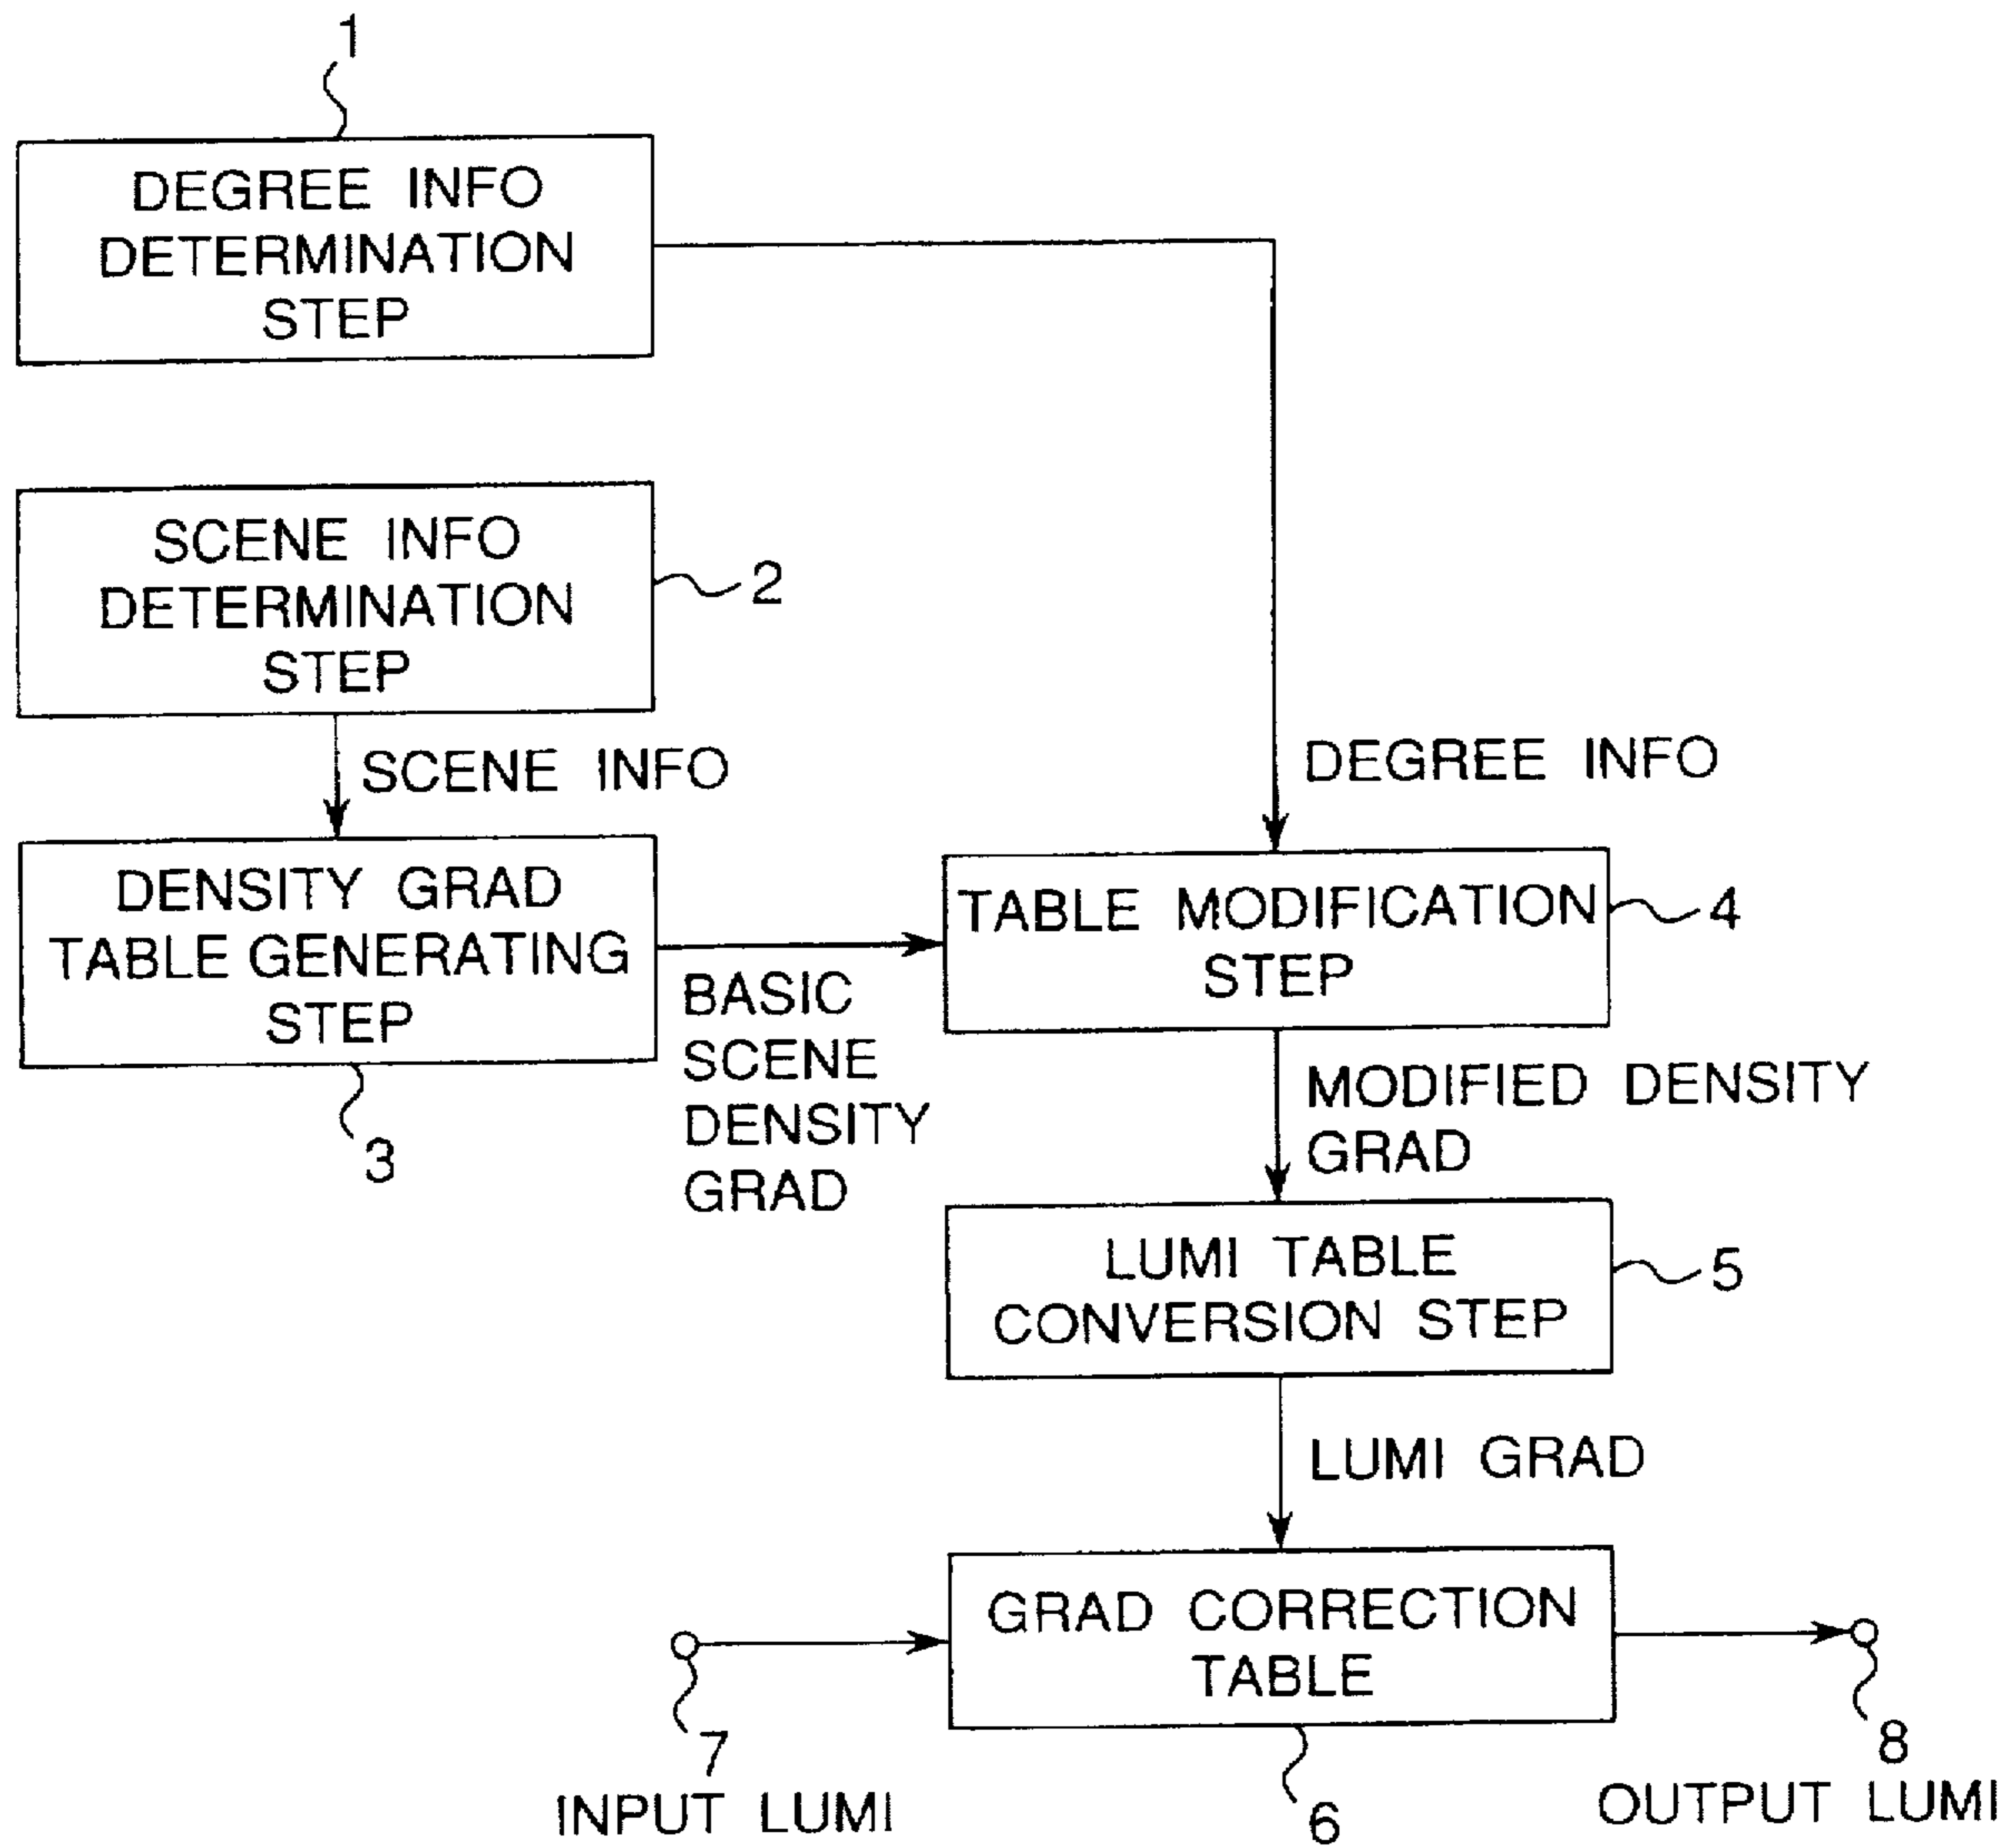 1
DEGREE INFO
DETERMINATION
STEP
SCENE INFO
DETERMINATION
STEP
2
SCENE INFO
DEGREE INFO
DENSITY GRAD
TABLE GENERATING
STEP
3
BASIC
SCENE
DENSITY
GRAD
TABLE MODIFICATION
STEP
4
MODIFIED DENSITY
GRAD
LUMI TABLE
CONVERSION STEP
5
LUMI GRAD
GRAD CORRECTION
TABLE
6
7
INPUT LUMI
8
OUTPUT LUMI